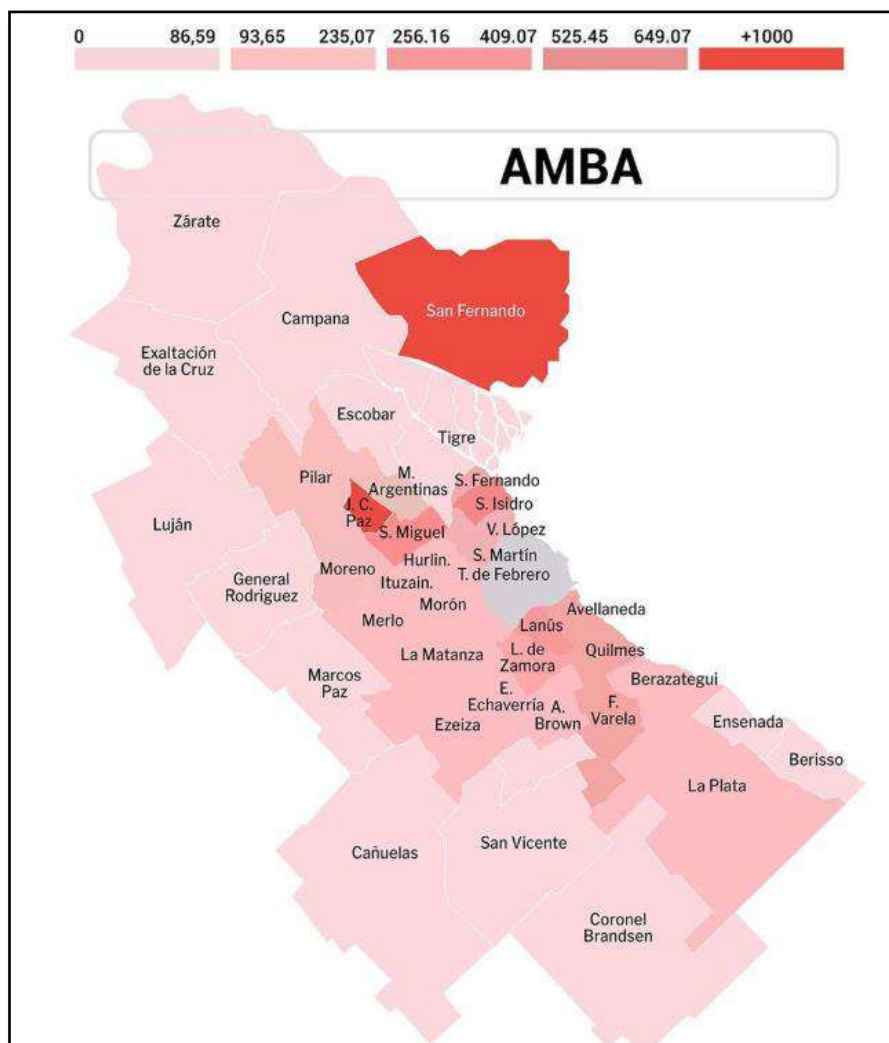 0 86,59 93,65 235,07 256.16 409.07 525.45 649.07 +1000
AMBA
Zárate
San Fernando
Campana
Exaltación
de la Cruz
Escobar
Tigre
Pilar
M.
Argentinas
S. Fernando
S. Isidro
J. C.
Paz
Luján
S. Miguel
V. López
Hurlin.
S. Martín
T. de Febrero
General
Rodriguez
Moreno
Ituzain.
Morón
Avellaneda
Merlo
Lanús
La Matanza
L. de
Zamora
Quilmes
Marcos
Paz
Berazategui
E.
Echaverría
A.
Brown
F.
Varela
Ezeiza
Ensenada
Berisso
La Plata
Cañuelas
San Vicente
Coronel
Brandsen